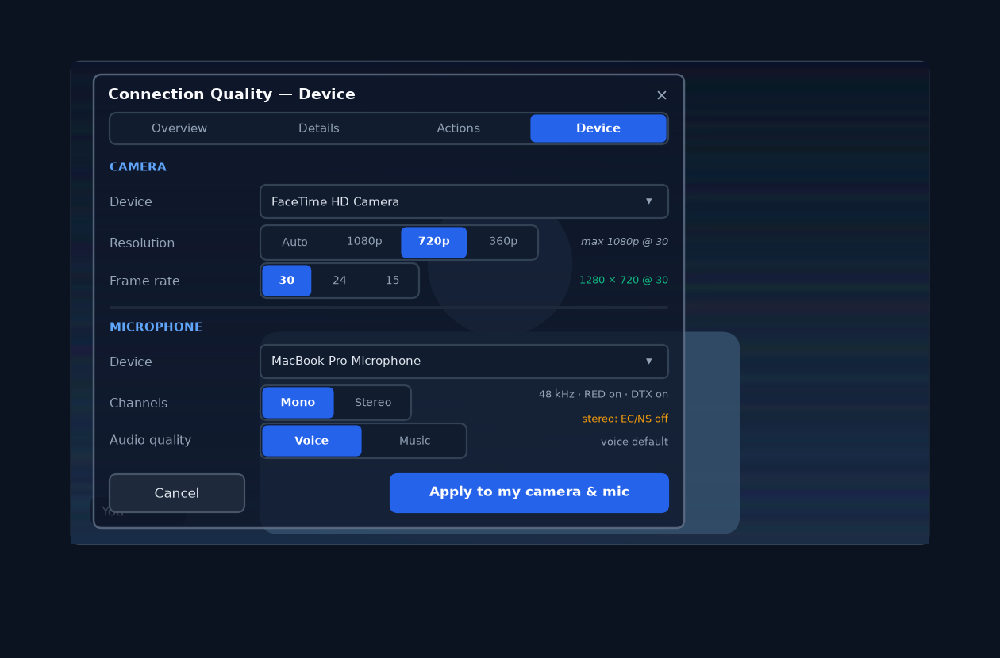 Connection Quality — Device ✕
Overview Details Actions Device
CAMERA
Device FaceTime HD Camera ▼
Resolution Auto 1080p 720p 360p max 1080p @ 30
Frame rate 30 24 15 1280 × 720 @ 30
MICROPHONE
Device MacBook Pro Microphone ▼
Channels Mono Stereo 48 kHz · RED on · DTX on
stereo: EC/NS off
Audio quality Voice Music voice default
Cancel Apply to my camera & mic
You